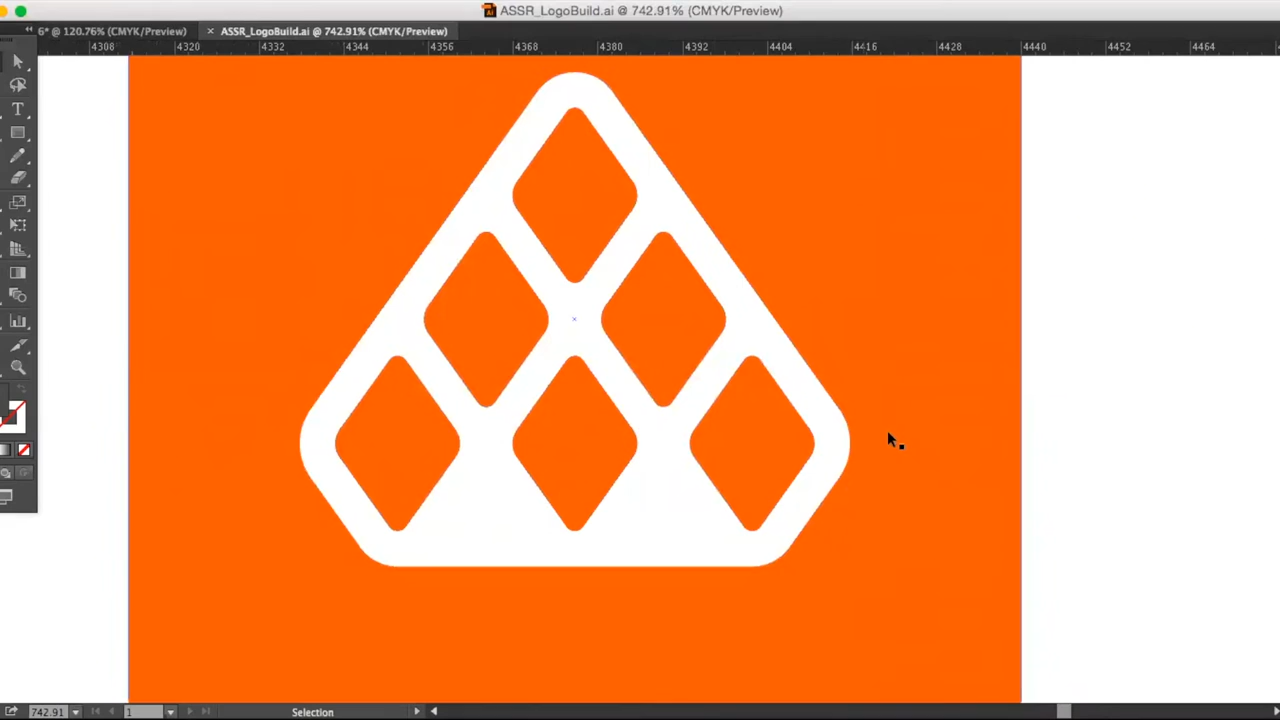 ASSR_LogoBuild.ai @ 742.91% (CMYK/Preview)
6* @ 120.76% (CMYK/Preview) × ASSR_LogoBuild.ai @ 742.91% (CMYK/Preview)
4308 4320 4332 4344 4356 4368 4380 4392 4404 4416 4428 4440 4452 4464
T
742.91 1 Selection